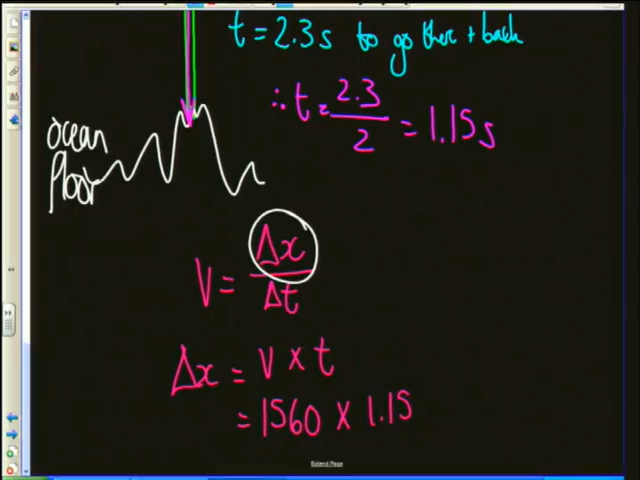 t = 2.3 s to go there + back
∴ t = 2.3/2 = 1.15 s
ocean
floor
V = Δx/Δt
Δx = V × t
= 1560 × 1.15
Extend Page